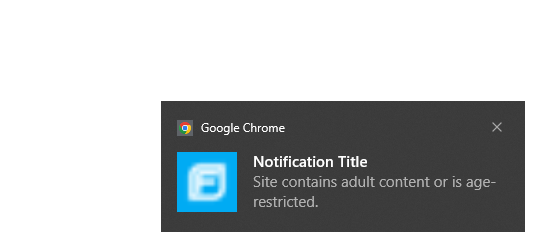 Google Chrome
Notification Title
Site contains adult content or is age-
restricted.